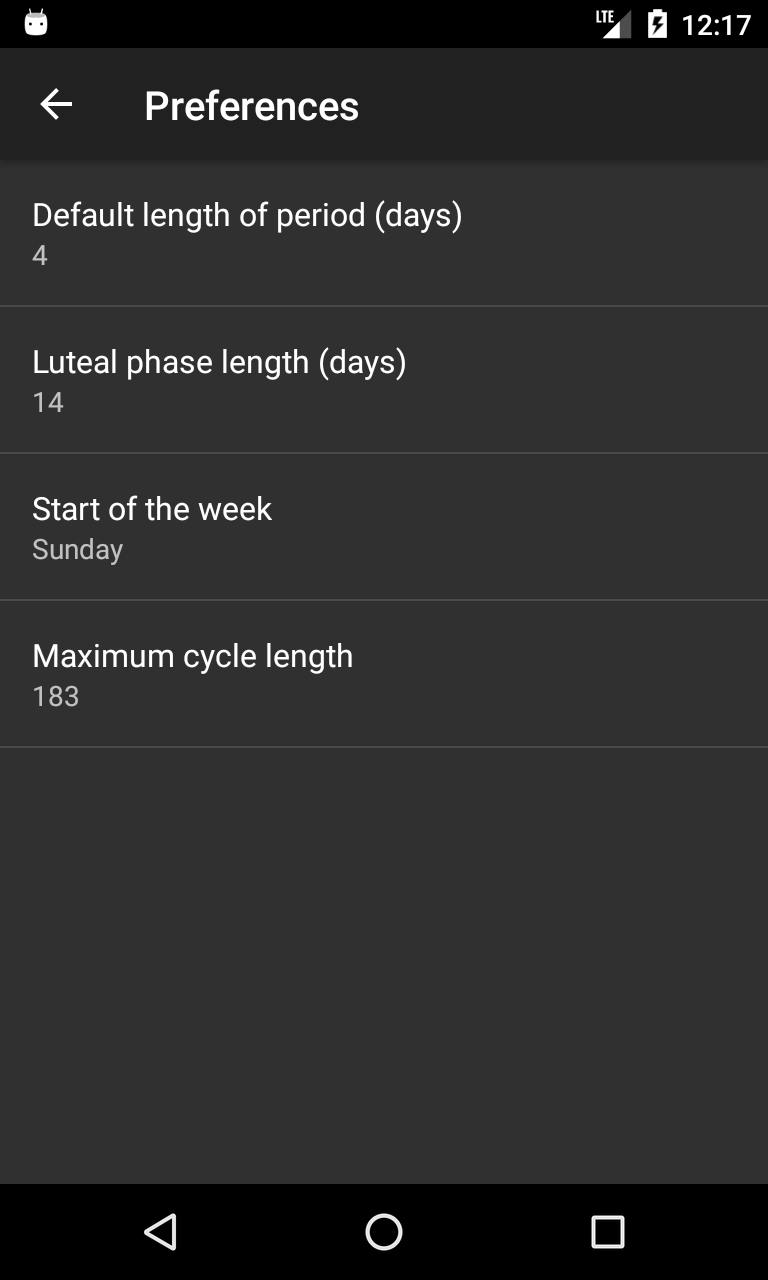 LTE 12:17
Preferences
Default length of period (days)
4
Luteal phase length (days)
14
Start of the week
Sunday
Maximum cycle length
183